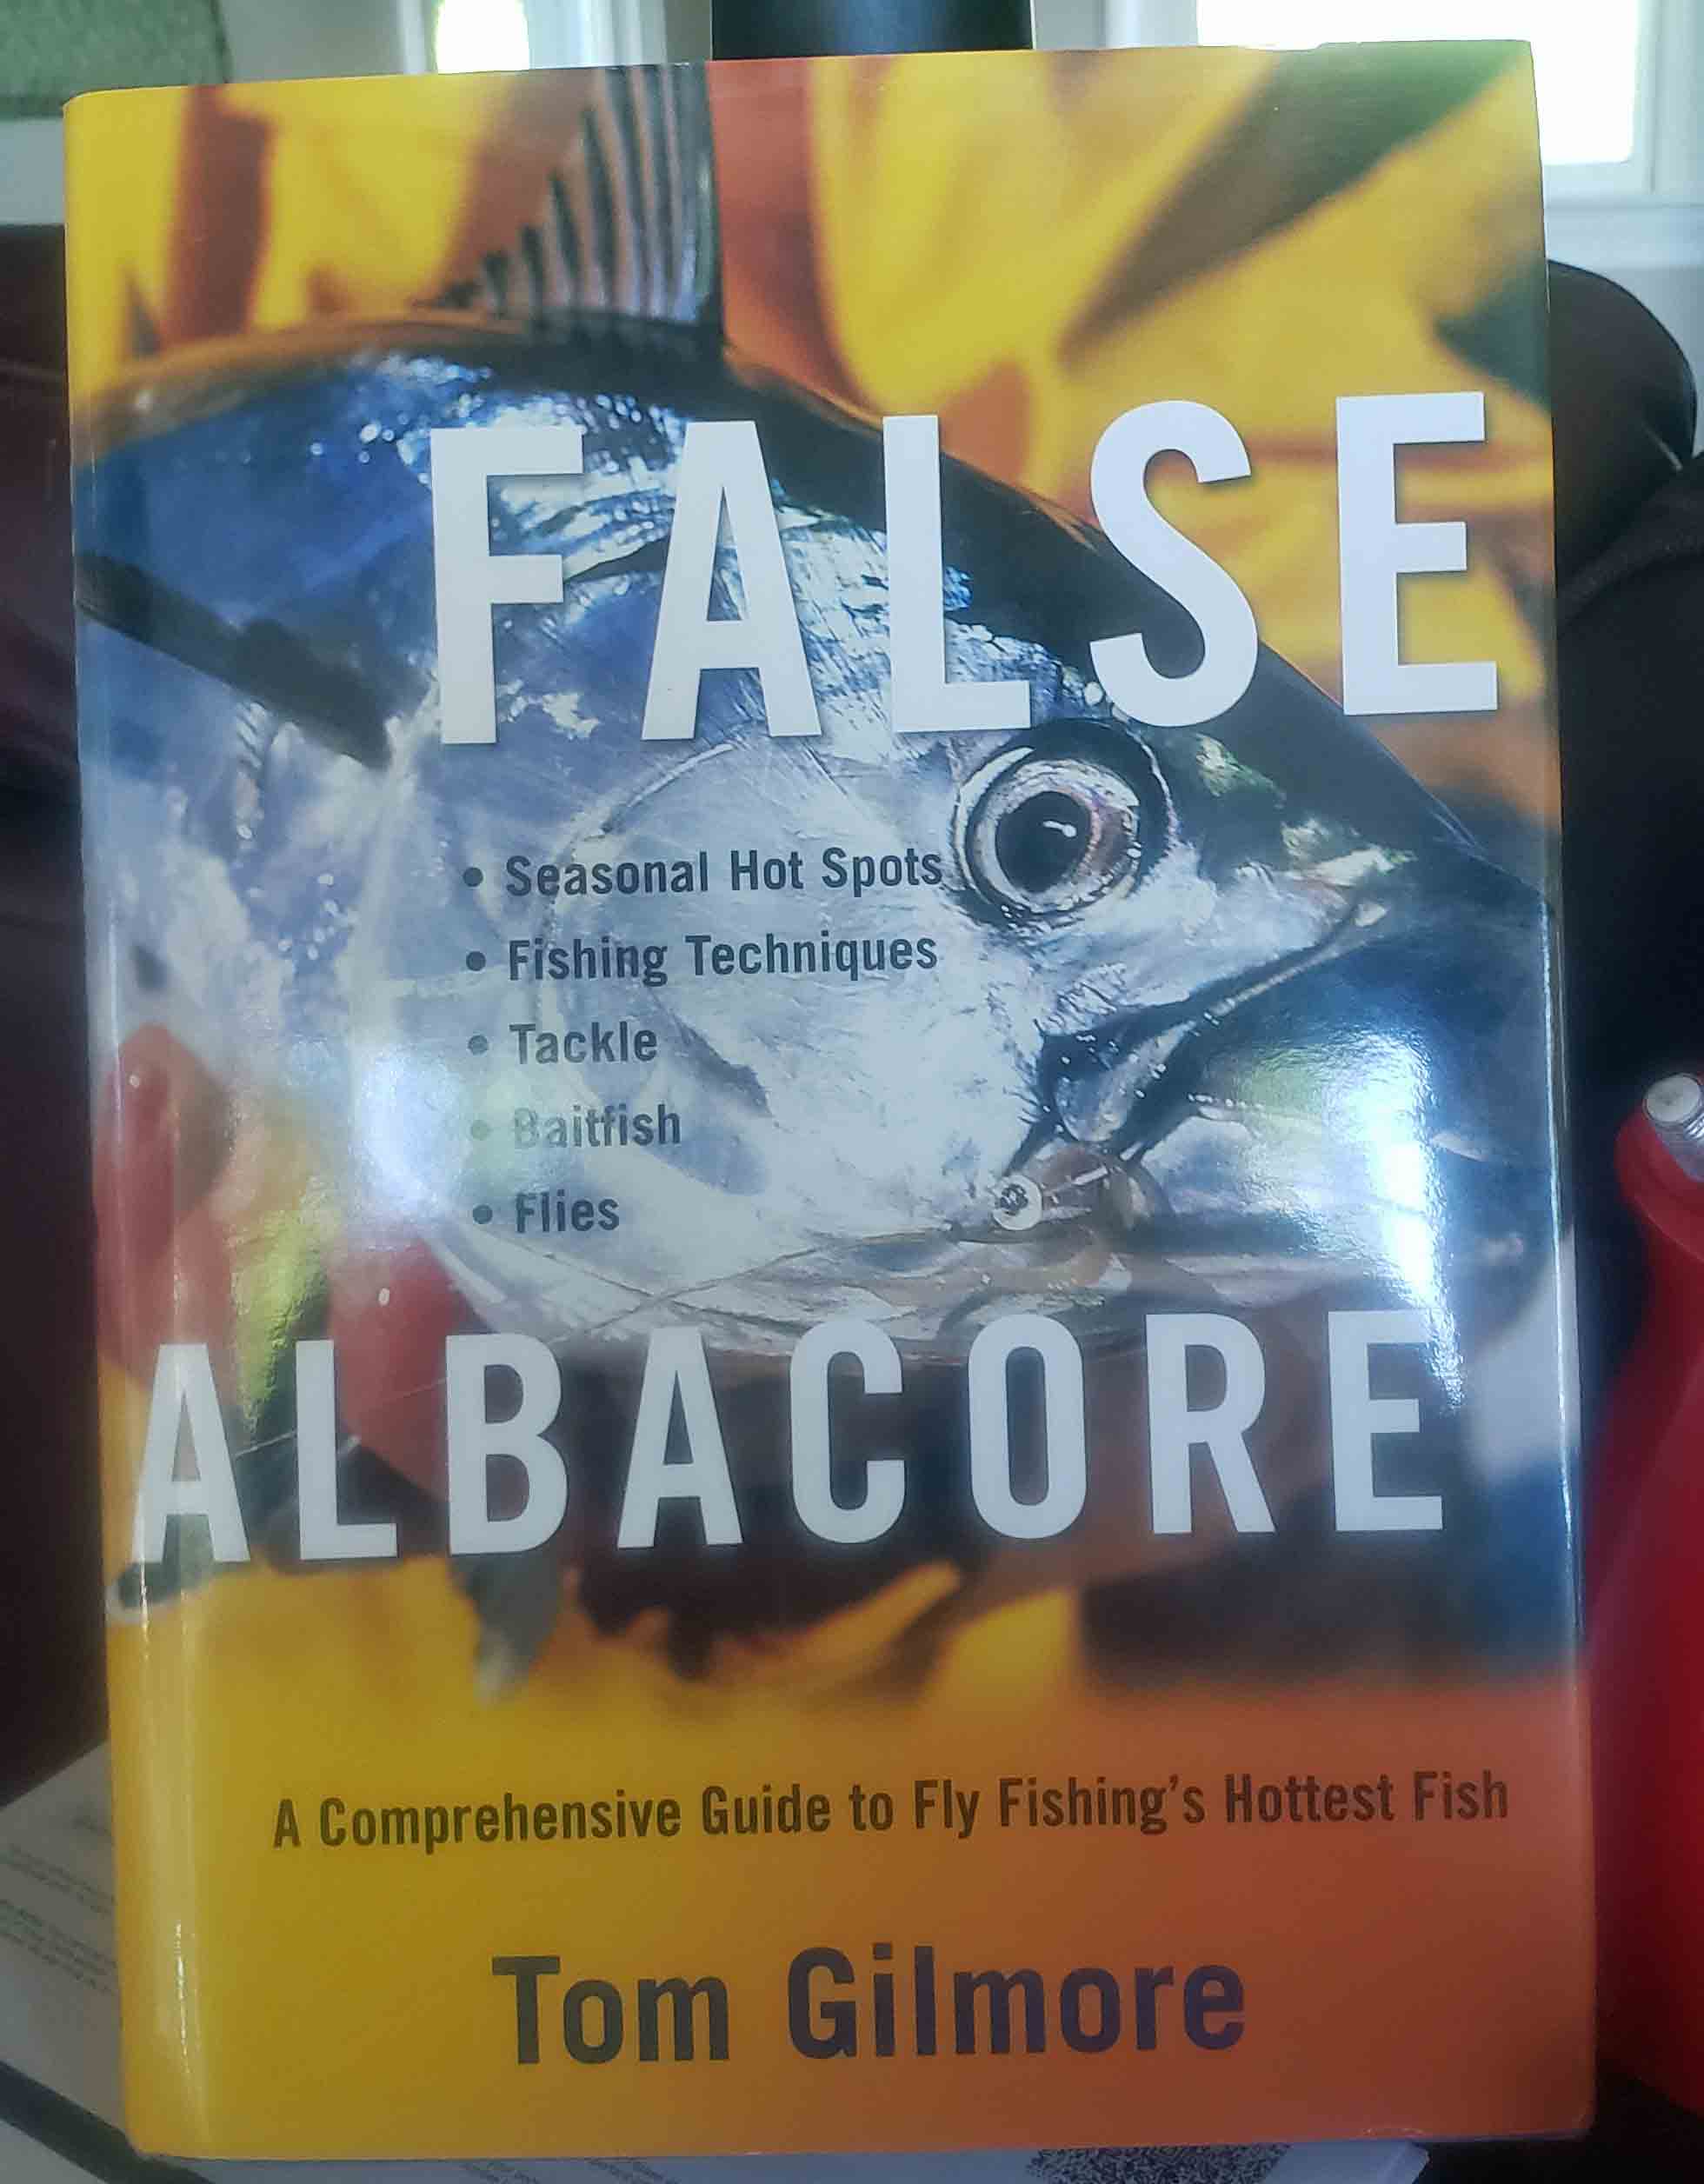 FALSE
• Seasonal Hot Spots
• Fishing Techniques
• Tackle
• Baitfish
• Flies
ALBACORE
A Comprehensive Guide to Fly Fishing's Hottest Fish
Tom Gilmore